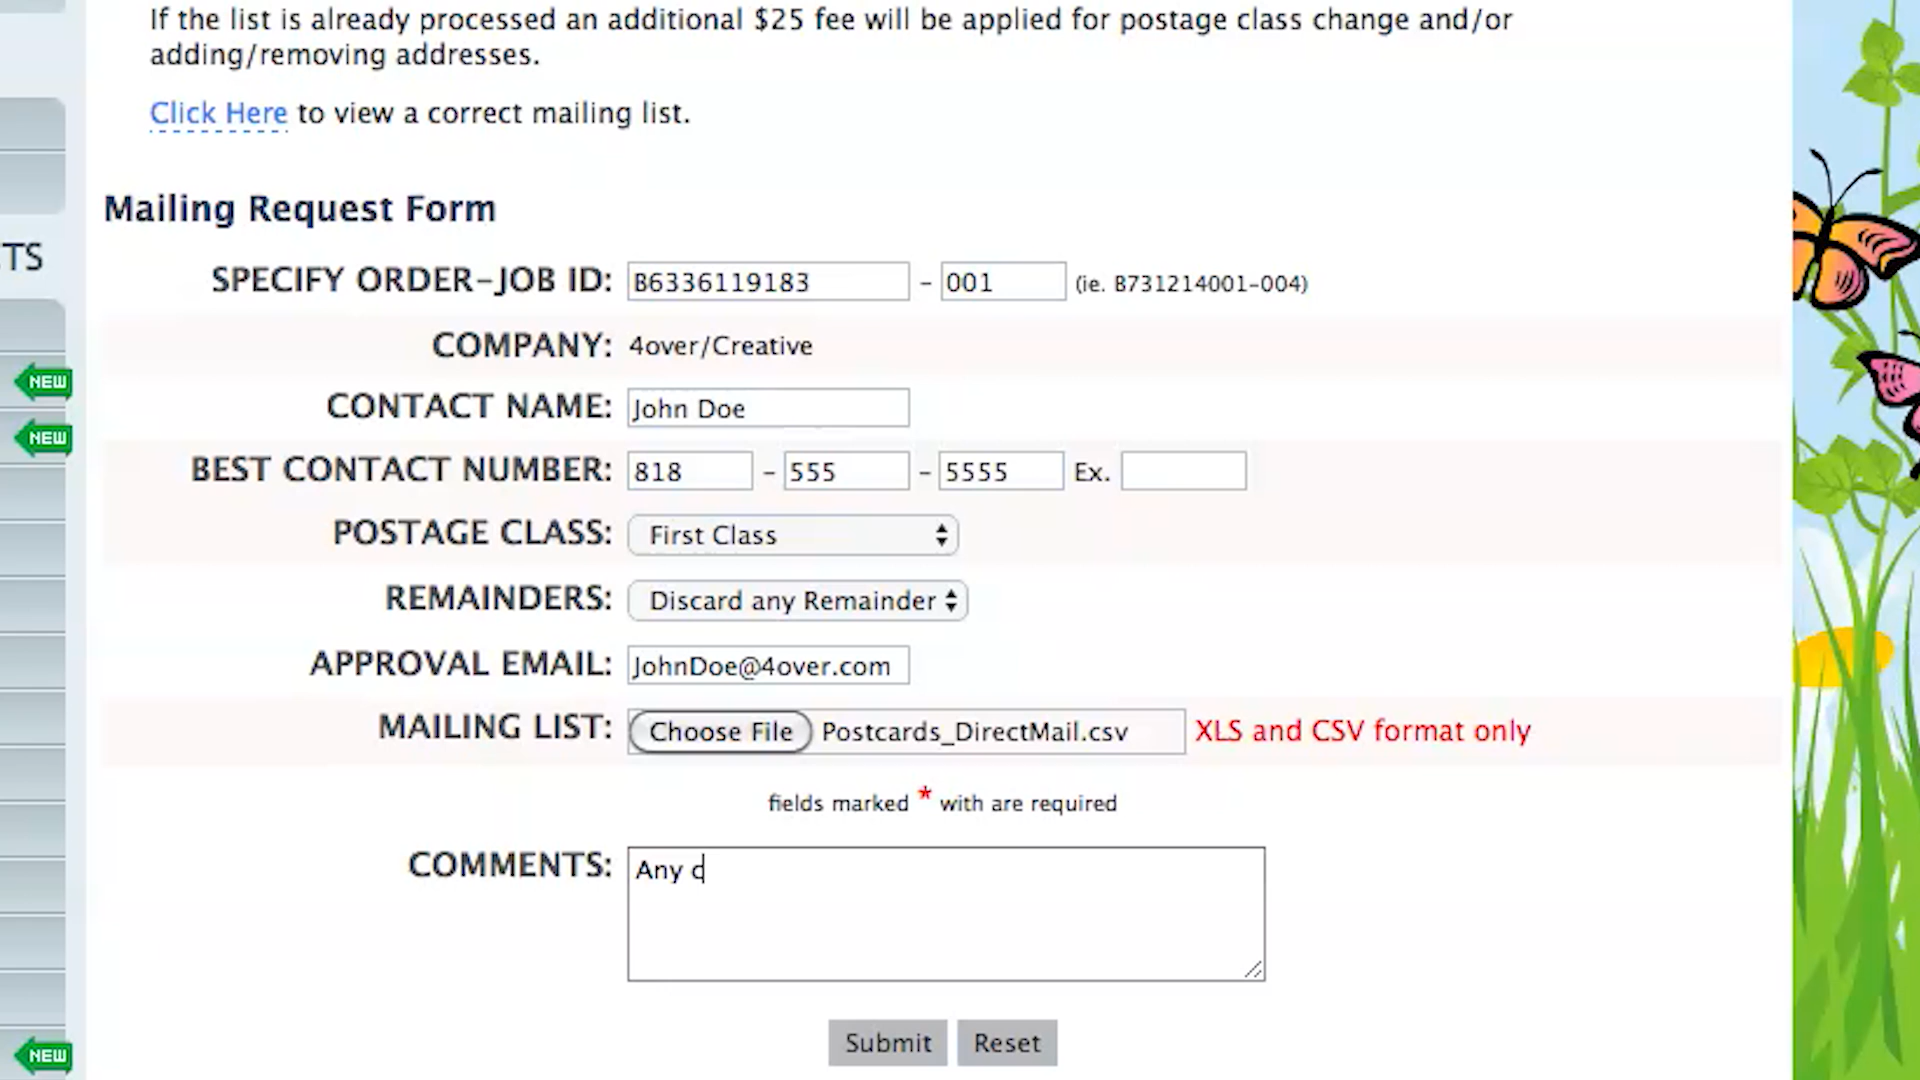 If the list is already processed an additional $25 fee will be applied for postage class change and/or
adding/removing addresses.
Click Here to view a correct mailing list.
Mailing Request Form
TS
SPECIFY ORDER-JOB ID: B6336119183 - 001 (ie. B731214001-004)
COMPANY: 4over/Creative
NEW
CONTACT NAME: John Doe
NEW
BEST CONTACT NUMBER: 818 - 555 - 5555 Ex.
POSTAGE CLASS: First Class
REMAINDERS: Discard any Remainder
APPROVAL EMAIL: JohnDoe@4over.com
MAILING LIST: Choose File Postcards_DirectMail.csv XLS and CSV format only
fields marked * with are required
COMMENTS: Any c
Submit Reset
NEW